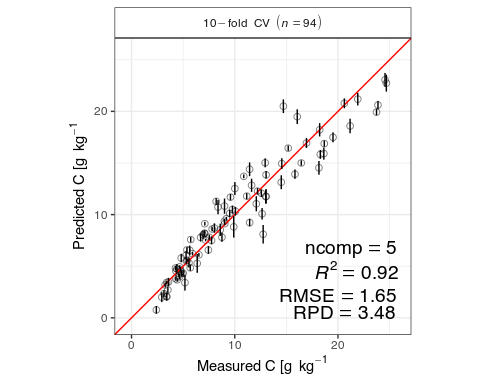 10−fold CV (n = 94)
Predicted C [g kg⁻¹
20
10
0
ncomp = 5
R² = 0.92
RMSE = 1.65
RPD = 3.48
0 10 20
Measured C [g kg⁻¹